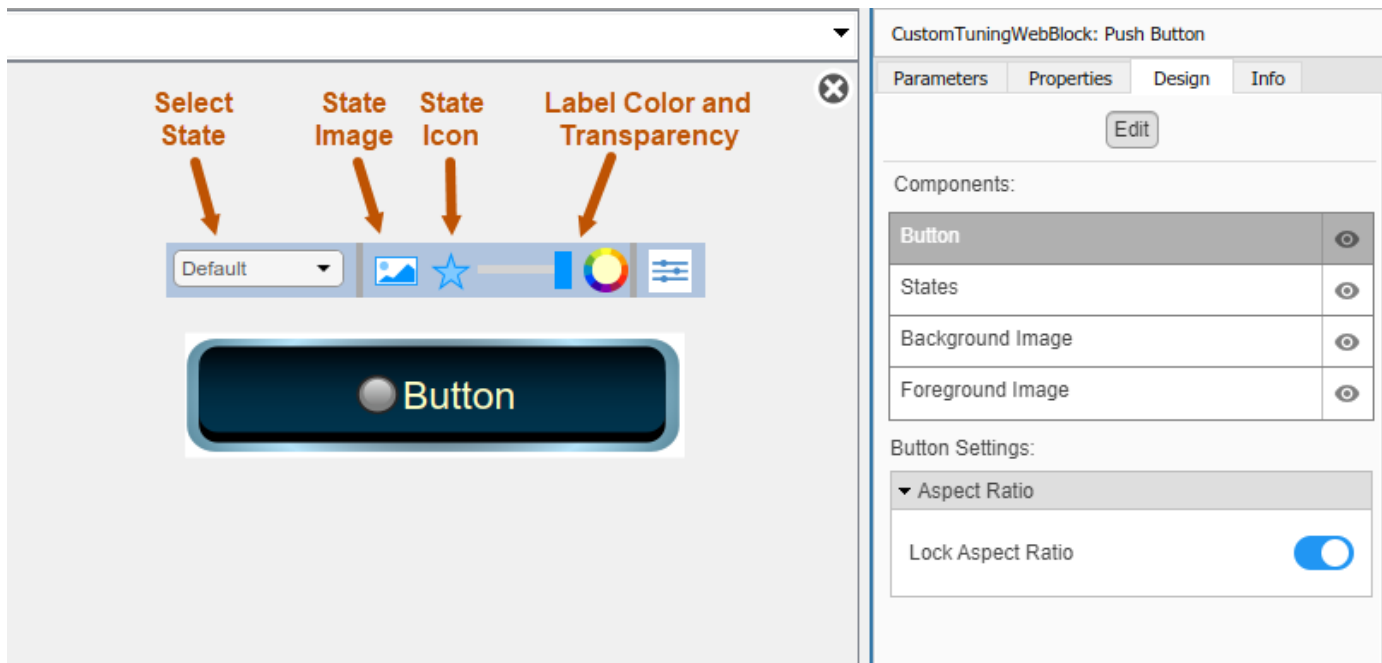 CustomTuningWebBlock: Push Button
Parameters Properties Design Info
Edit
Components:
Button
States
Background Image
Foreground Image
Button Settings:
Aspect Ratio
Lock Aspect Ratio
Select
State
State
Image
State
Icon
Label Color and
Transparency
Default
Button